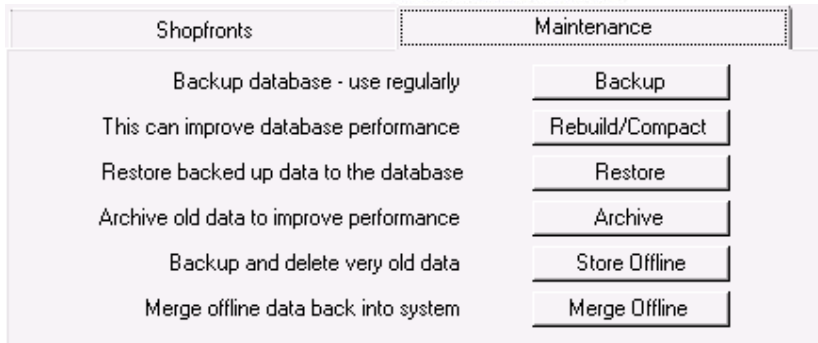 Shopfronts Maintenance
Backup database - use regularly Backup
This can improve database performance Rebuild/Compact
Restore backed up data to the database Restore
Archive old data to improve performance Archive
Backup and delete very old data Store Offline
Merge offline data back into system Merge Offline